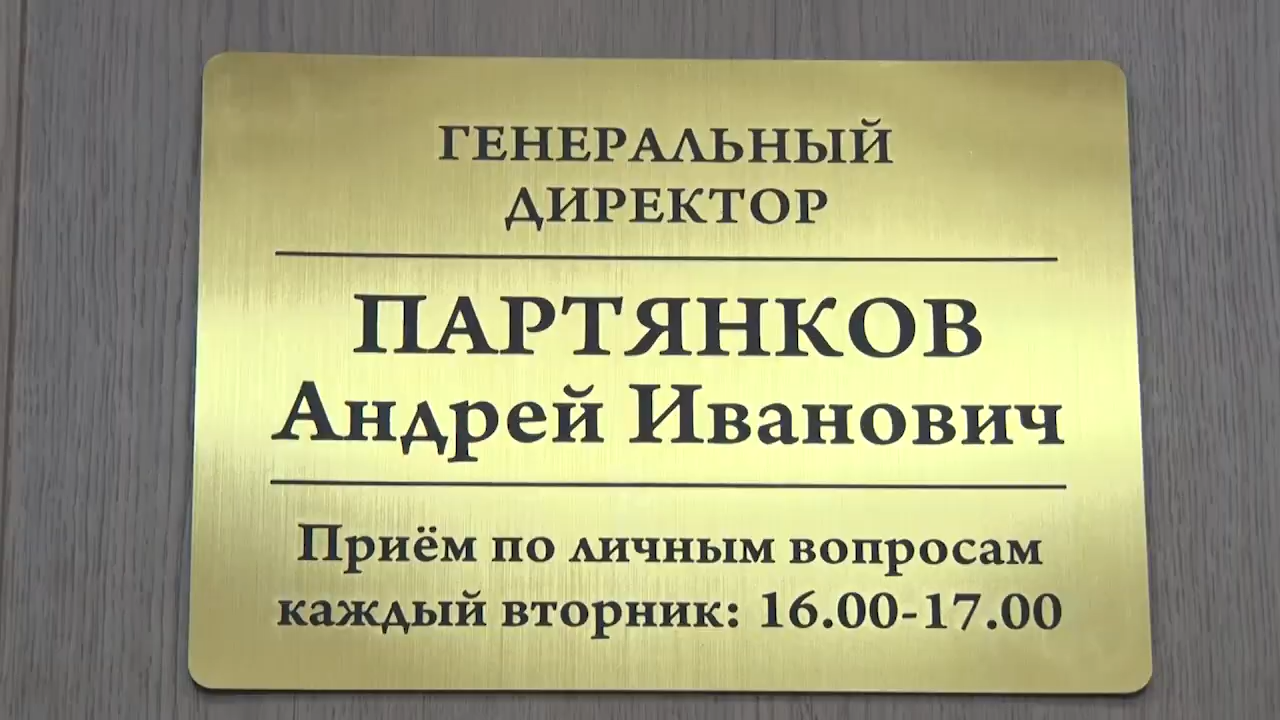 ГЕНЕРАЛЬНЫЙ
ДИРЕКТОР
ПАРТЯНКОВ
Андрей Иванович
Приём по личным вопросам
каждый вторник: 16.00-17.00